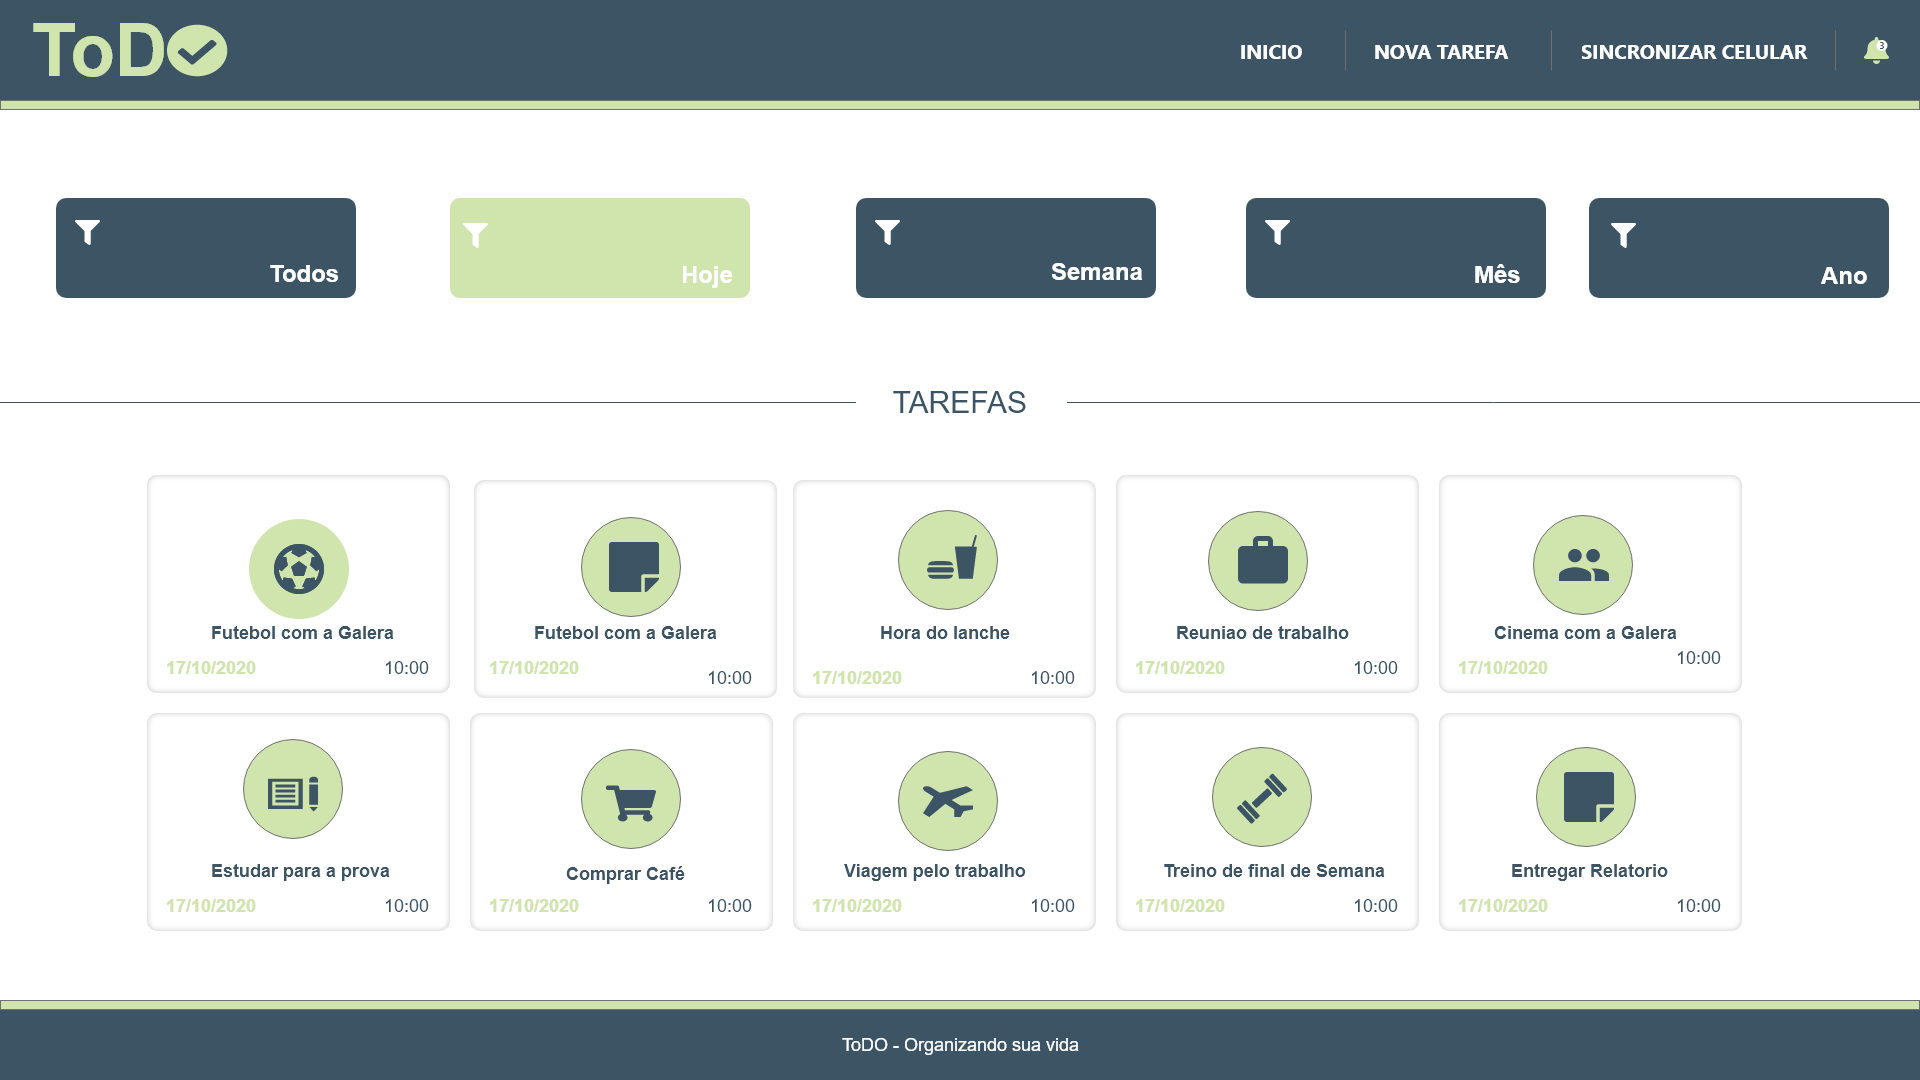 ToDO
INICIO
NOVA TAREFA
SINCRONIZAR CELULAR
3
Todos
Hoje
Semana
Mês
Ano
TAREFAS
Futebol com a Galera
17/10/2020 10:00
Futebol com a Galera
17/10/2020 10:00
Hora do lanche
17/10/2020 10:00
Reuniao de trabalho
17/10/2020 10:00
Cinema com a Galera
17/10/2020 10:00
Estudar para a prova
17/10/2020 10:00
Comprar Café
17/10/2020 10:00
Viagem pelo trabalho
17/10/2020 10:00
Treino de final de Semana
17/10/2020 10:00
Entregar Relatorio
17/10/2020 10:00
ToDO - Organizando sua vida